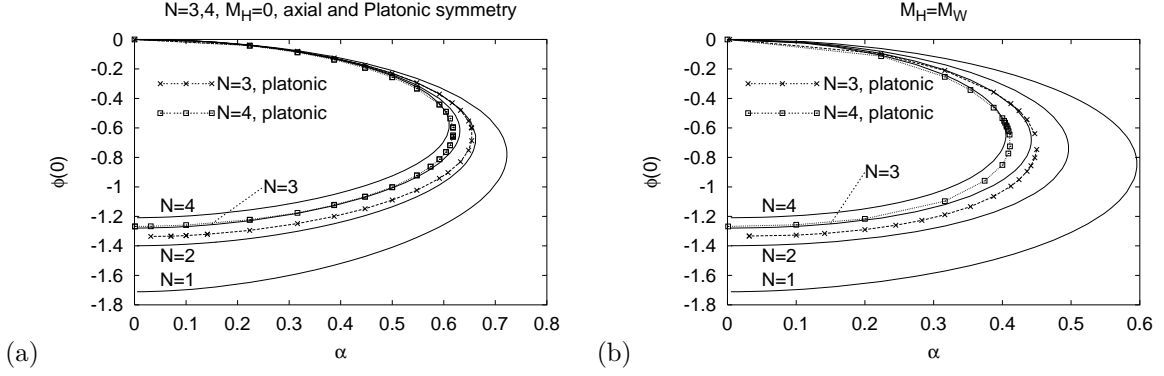 N=3,4, M_H=0, axial and Platonic symmetry
0
-0.2
-0.4
-0.6
-0.8
-1
-1.2
-1.4
-1.6
-1.8
ϕ(0)
N=3, platonic
N=4, platonic
N=3
N=4
N=2
N=1
0 0.1 0.2 0.3 0.4 0.5 0.6 0.7 0.8
α
(a)
M_H=M_W
0
-0.2
-0.4
-0.6
-0.8
-1
-1.2
-1.4
-1.6
-1.8
ϕ(0)
N=3, platonic
N=4, platonic
N=3
N=4
N=2
N=1
0 0.1 0.2 0.3 0.4 0.5 0.6
α
(b)